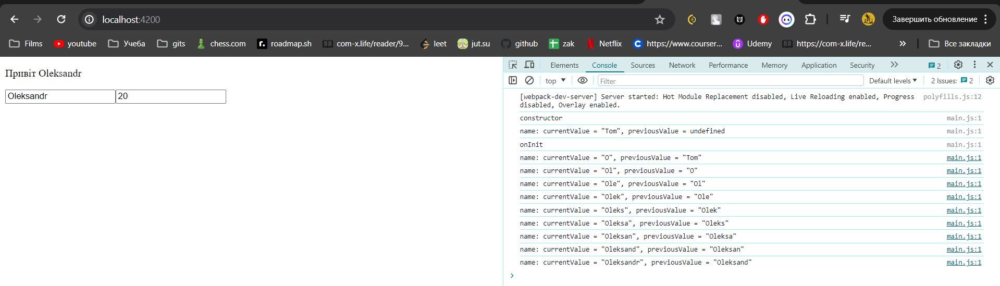 localhost:4200
Завершить обновление
Films youtube Учеба gits chess.com roadmap.sh com-x.life/reader/9... leet jut.su github zak Netflix https://www.courser... Udemy https://com-x.life/re... » Все закладки
Привіт Oleksandr
Oleksandr 20
Elements Console Sources Network Performance Memory Application Security » 2
top Filter Default levels 2 Issues: 2
[webpack-dev-server] Server started: Hot Module Replacement disabled, Live Reloading enabled, Progress polyfills.js:12
disabled, Overlay enabled.
constructor main.js:1
name: currentValue = "Tom", previousValue = undefined main.js:1
onInit main.js:1
name: currentValue = "O", previousValue = "Tom" main.js:1
name: currentValue = "Ol", previousValue = "O" main.js:1
name: currentValue = "Ole", previousValue = "Ol" main.js:1
name: currentValue = "Olek", previousValue = "Ole" main.js:1
name: currentValue = "Oleks", previousValue = "Olek" main.js:1
name: currentValue = "Oleksa", previousValue = "Oleks" main.js:1
name: currentValue = "Oleksan", previousValue = "Oleksa" main.js:1
name: currentValue = "Oleksand", previousValue = "Oleksan" main.js:1
name: currentValue = "Oleksandr", previousValue = "Oleksand" main.js:1